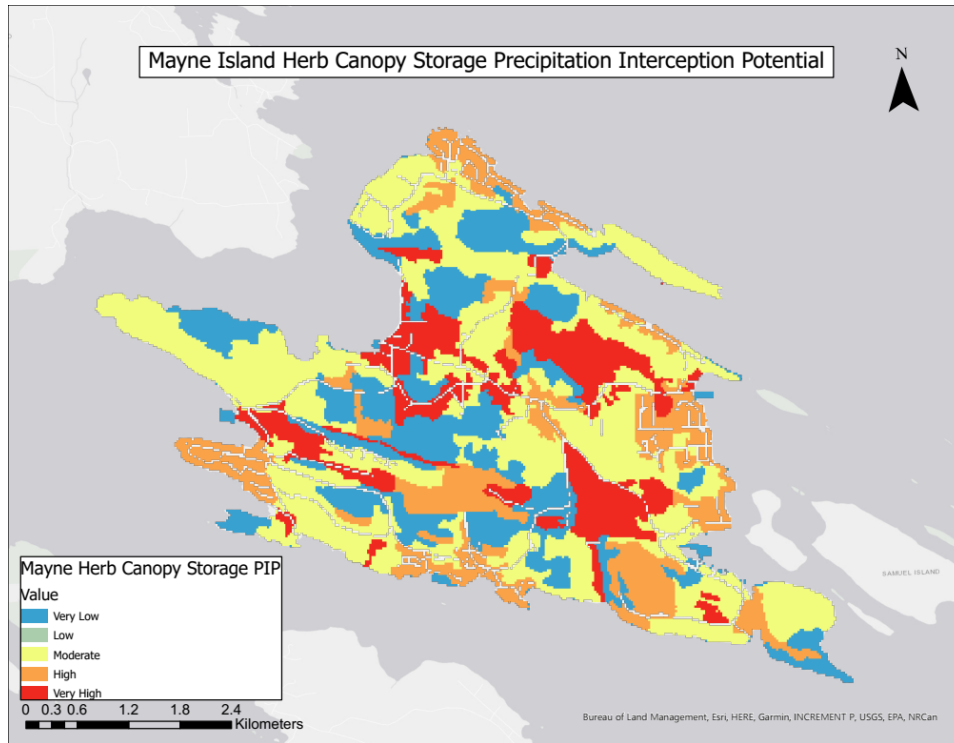 Mayne Island Herb Canopy Storage Precipitation Interception Potential
N
SAMUEL ISLAND
Mayne Herb Canopy Storage PIP
Value
Very Low
Low
Moderate
High
Very High
0 0.3 0.6 1.2 1.8 2.4
Kilometers
Bureau of Land Management, Esri, HERE, Garmin, INCREMENT P, USGS, EPA, NRCan